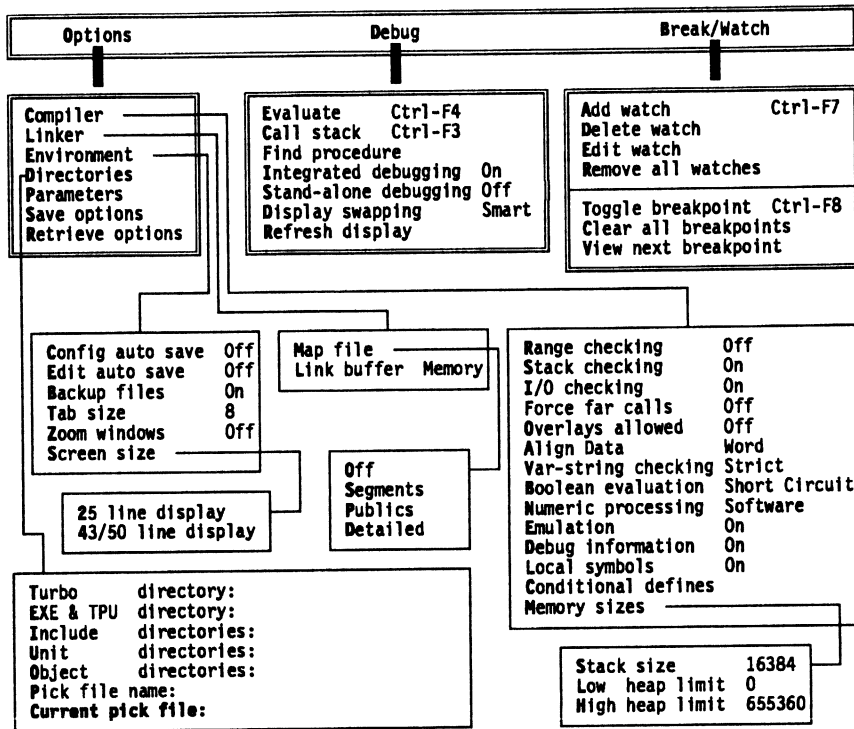 Options Debug Break/Watch
Compiler
Linker
Environment
Directories
Parameters
Save options
Retrieve options
Evaluate Ctrl-F4
Call stack Ctrl-F3
Find procedure
Integrated debugging On
Stand-alone debugging Off
Display swapping Smart
Refresh display
Add watch Ctrl-F7
Delete watch
Edit watch
Remove all watches
Toggle breakpoint Ctrl-F8
Clear all breakpoints
View next breakpoint
Config auto save Off
Edit auto save Off
Backup files On
Tab size 8
Zoom windows Off
Screen size
25 line display
43/50 line display
Map file
Link buffer Memory
Off
Segments
Publics
Detailed
Range checking Off
Stack checking On
I/O checking On
Force far calls Off
Overlays allowed Off
Align Data Word
Var-string checking Strict
Boolean evaluation Short Circuit
Numeric processing Software
Emulation On
Debug information On
Local symbols On
Conditional defines
Memory sizes
Turbo directory:
EXE & TPU directory:
Include directories:
Unit directories:
Object directories:
Pick file name:
Current pick file:
Stack size 16384
Low heap limit 0
High heap limit 655360